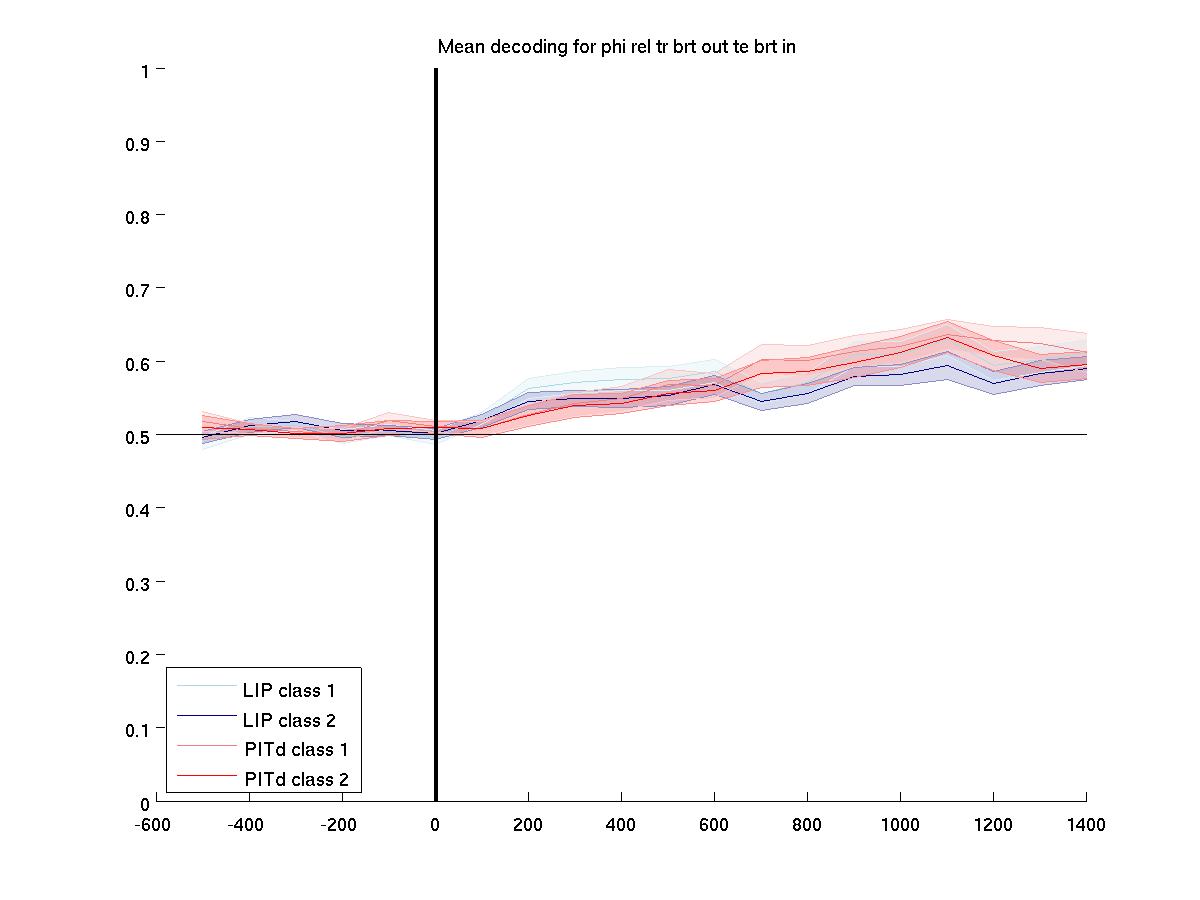 Mean decoding for phi rel tr brt out te brt in
1
0.9
0.8
0.7
0.6
0.5
0.4
0.3
0.2
0.1
0
LIP class 1
LIP class 2
PITd class 1
PITd class 2
-600 -400 -200 0 200 400 600 800 1000 1200 1400